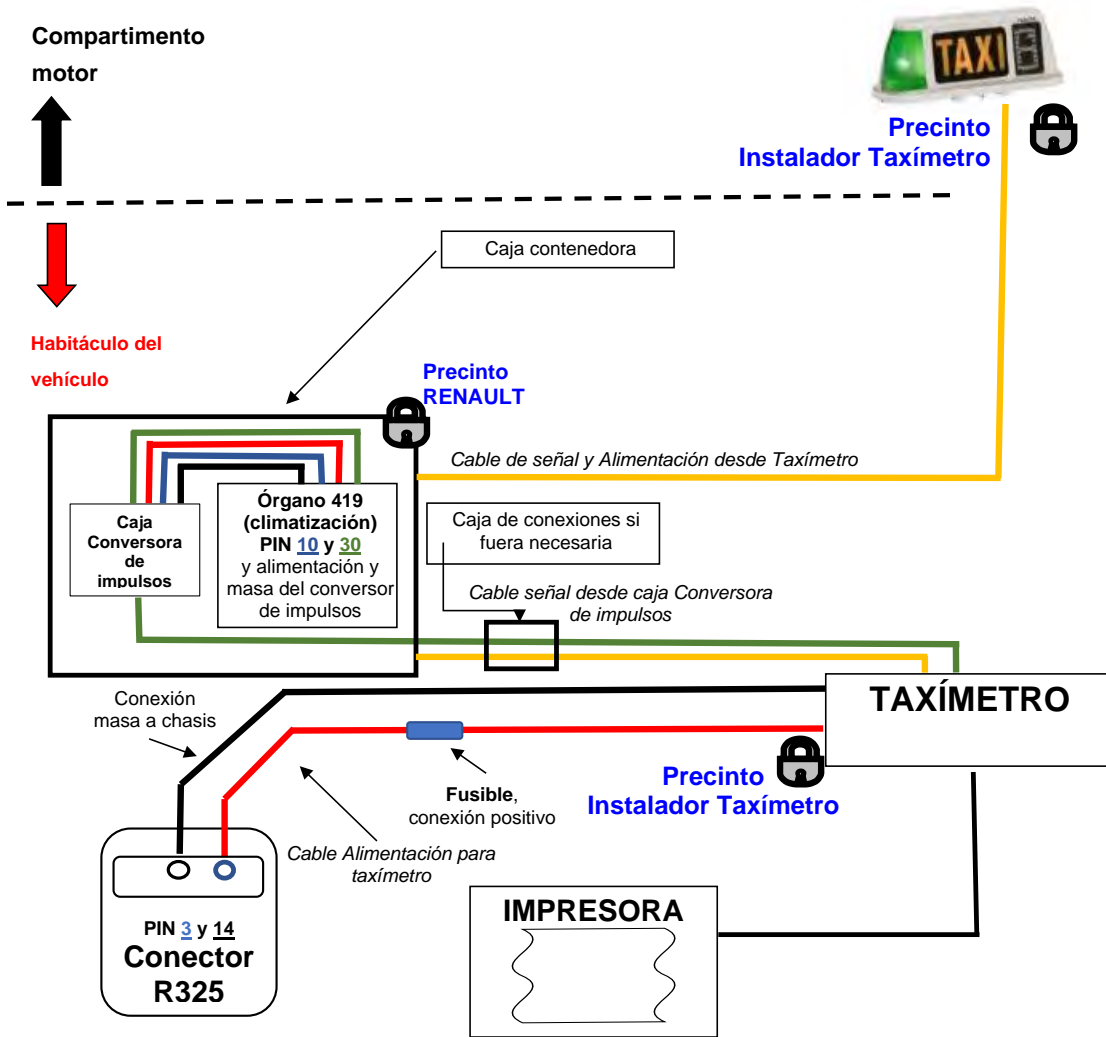 Compartimento
motor
TAXI
Precinto
Instalador Taxímetro
Caja contenedora
Habitáculo del
vehículo
Precinto
RENAULT
Cable de señal y Alimentación desde Taxímetro
Caja
Conversora
de
impulsos
Órgano 419
(climatización)
PIN 10 y 30
y alimentación y
masa del conversor
de impulsos
Caja de conexiones si
fuera necesaria
Cable señal desde caja Conversora
de impulsos
Conexión
masa a chasis
TAXÍMETRO
Fusible,
conexión positivo
Precinto
Instalador Taxímetro
Cable Alimentación para
taxímetro
PIN 3 y 14
Conector
R325
IMPRESORA